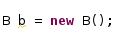 B b = new B();